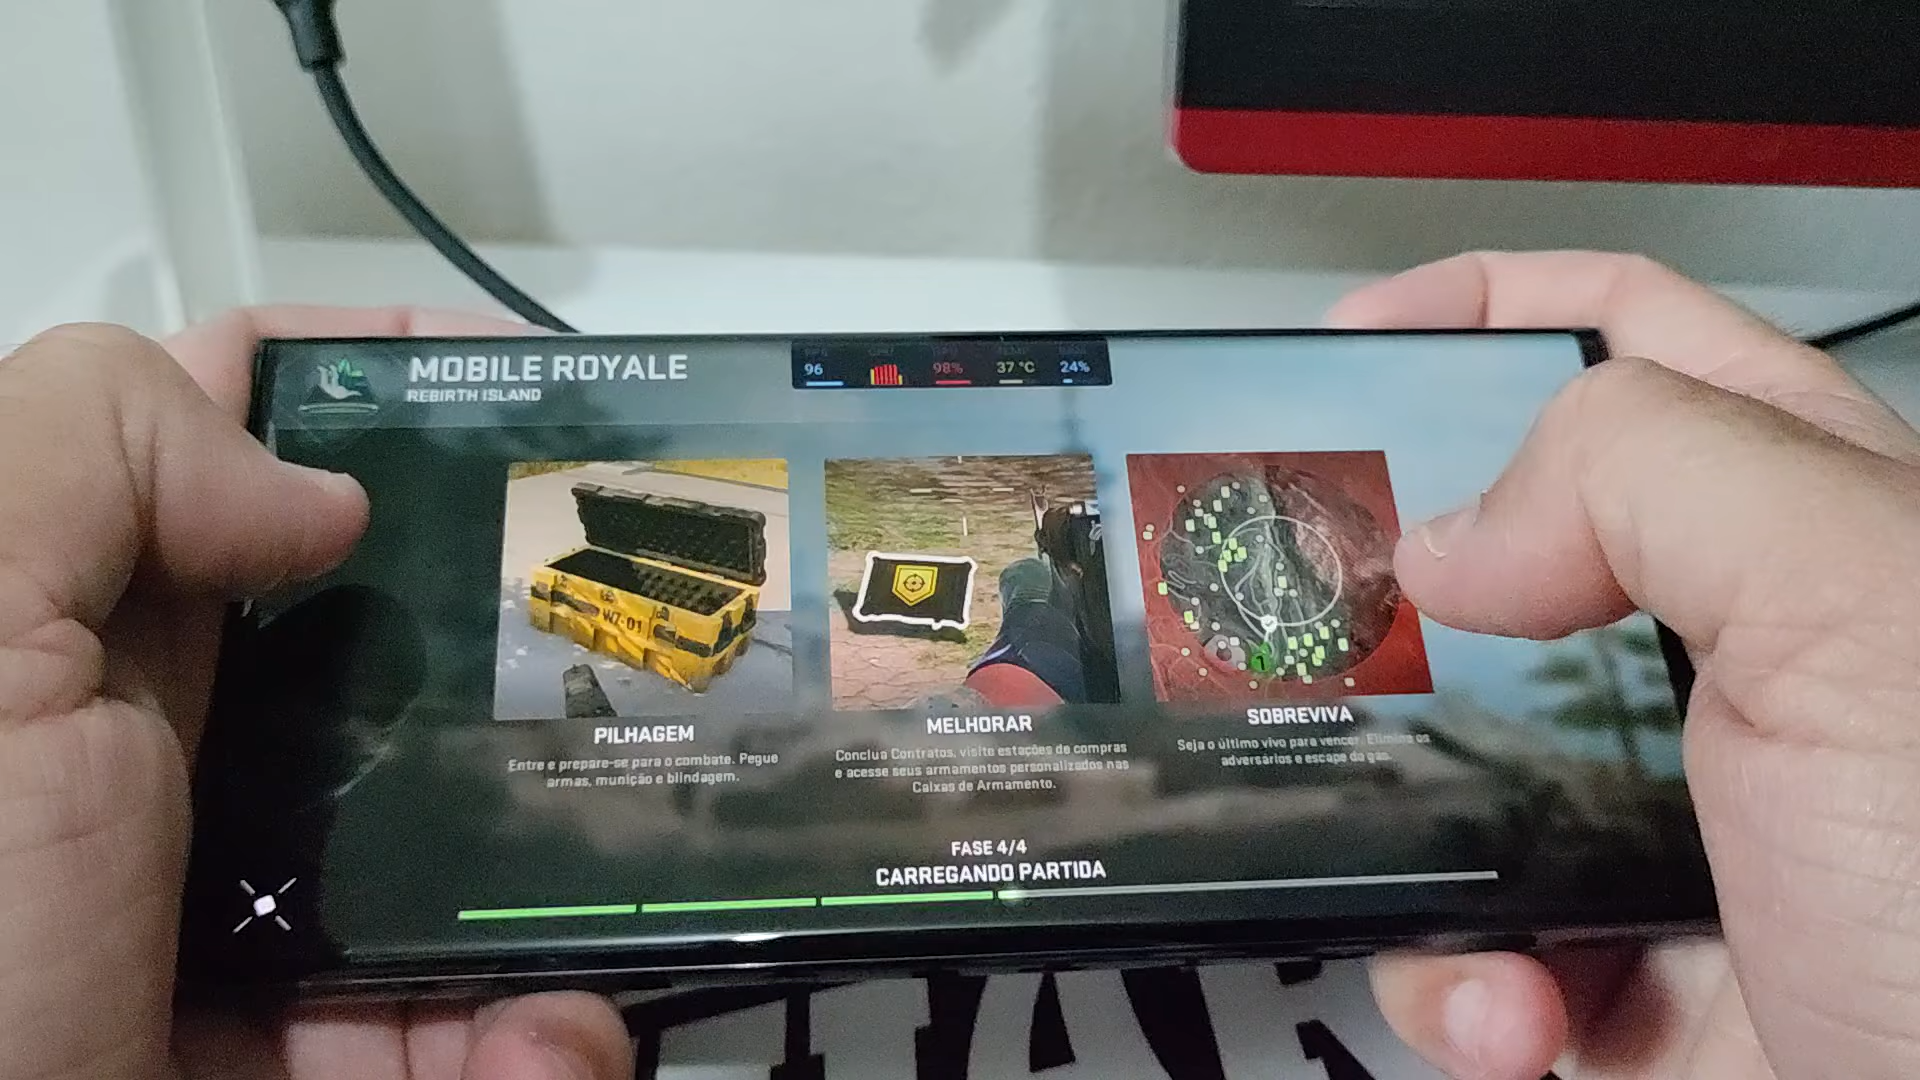 MOBILE ROYALE
REBIRTH ISLAND
96
98%
37 °C
24%
WZ-01
1
PILHAGEM
Entre e prepare-se para o combate. Pegue
armas, munição e blindagem.
MELHORAR
Conclua Contratos, visite estações de compras
e acesse seus armamentos personalizados nas
Caixas de Armamento.
SOBREVIVA
Seja o último vivo para vencer. Elimine os
adversários e escape do gás.
FASE 4/4
CARREGANDO PARTIDA